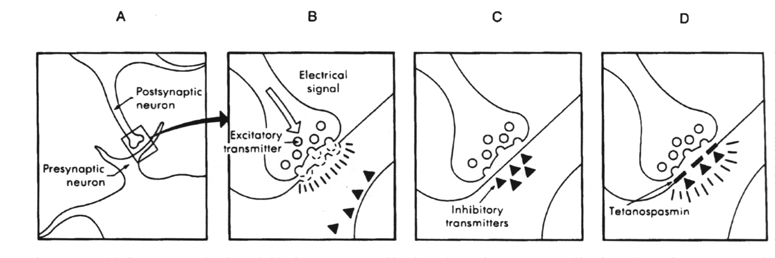 A
B
C
D
Postsynaptic
neuron
Presynaptic
neuron
Electrical
signal
Excitatory
transmitter
Inhibitory
transmitters
Tetanospasmin